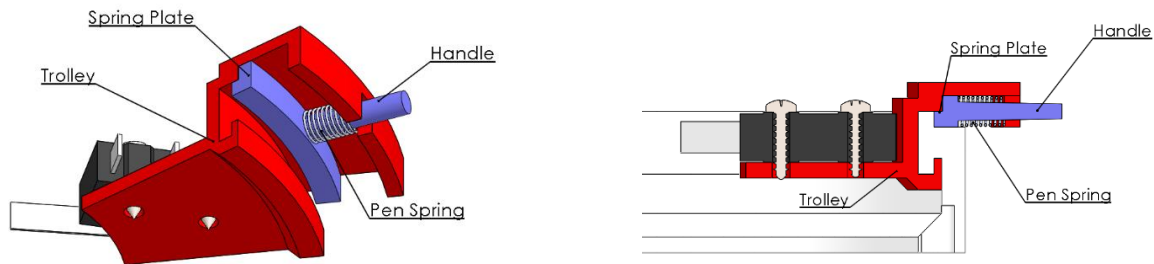 Spring Plate
Handle
Trolley
Pen Spring
Handle
Spring Plate
Trolley
Pen Spring